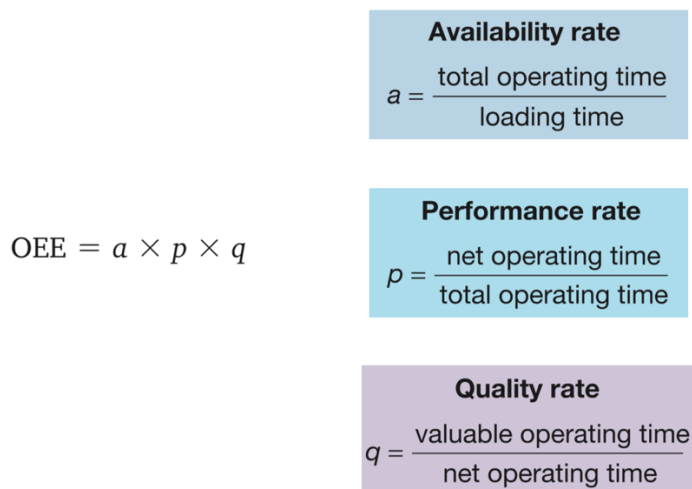 Availability rate
a = total operating time / loading time
OEE = a × p × q
Performance rate
p = net operating time / total operating time
Quality rate
q = valuable operating time / net operating time